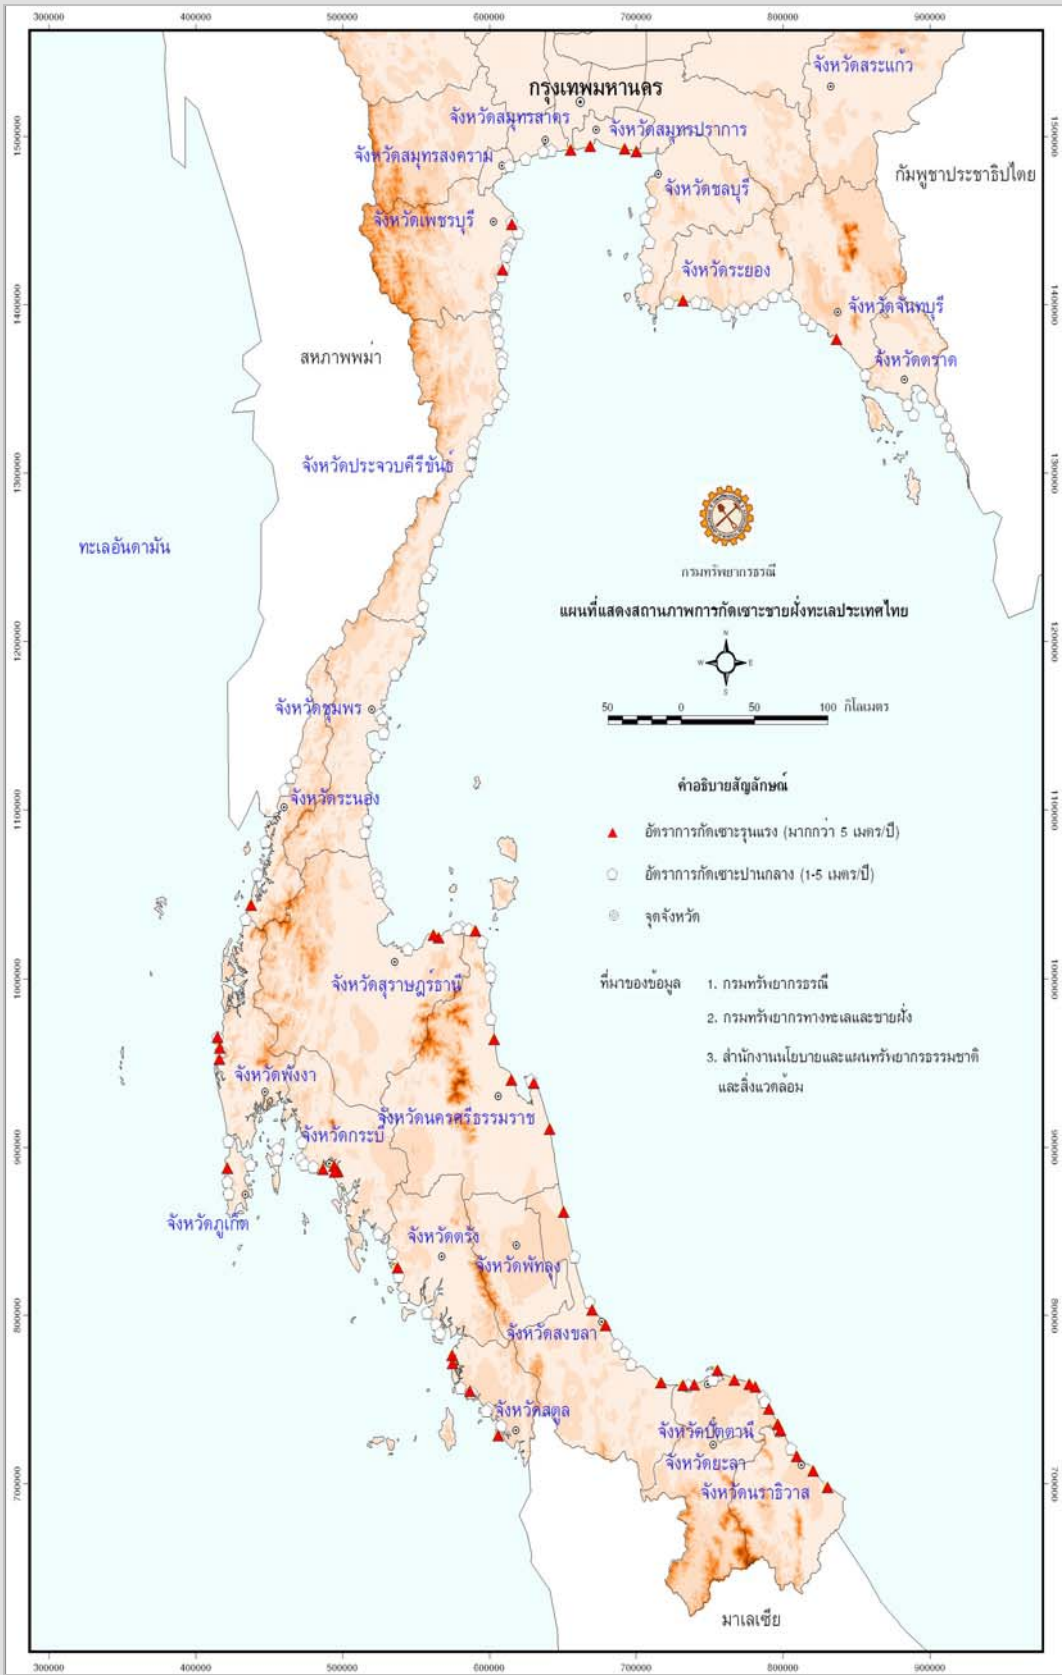 300000 400000 500000 600000 700000 800000 900000
จังหวัดสระแก้ว
กรุงเทพมหานคร
จังหวัดสมุทรสาคร
จังหวัดสมุทรปราการ
1500000 1500000
จังหวัดสมุทรสงคราม
กัมพูชาประชาธิปไตย
จังหวัดชลบุรี
จังหวัดเพชรบุรี
จังหวัดระยอง
1400000 1400000
จังหวัดจันทบุรี
สหภาพพม่า
จังหวัดตราด
จังหวัดประจวบคีรีขันธ์
1300000 1300000
ทะเลอันดามัน
กรมทรัพยากรธรณี
แผนที่แสดงสถานภาพการกัดเซาะชายฝั่งทะเลประเทศไทย
1200000 1200000
N
W E
S
จังหวัดชุมพร
50 0 50 100 กิโลเมตร
คำอธิบายสัญลักษณ์
จังหวัดระนอง
1100000 1100000
อัตราการกัดเซาะรุนแรง (มากกว่า 5 เมตร/ปี)
อัตราการกัดเซาะปานกลาง (1-5 เมตร/ปี)
จุดจังหวัด
1000000 1000000
จังหวัดสุราษฎร์ธานี
ที่มาของข้อมูล 1. กรมทรัพยากรธรณี
2. กรมทรัพยากรทางทะเลและชายฝั่ง
3. สำนักงานนโยบายและแผนทรัพยากรธรรมชาติ
และสิ่งแวดล้อม
จังหวัดพังงา
จังหวัดนครศรีธรรมราช
จังหวัดกระบี่
900000 900000
จังหวัดภูเก็ต
จังหวัดตรัง
จังหวัดพัทลุง
800000 800000
จังหวัดสงขลา
จังหวัดสตูล
จังหวัดปัตตานี
จังหวัดยะลา
จังหวัดนราธิวาส
700000 700000
มาเลเซีย
300000 400000 500000 600000 700000 800000 900000